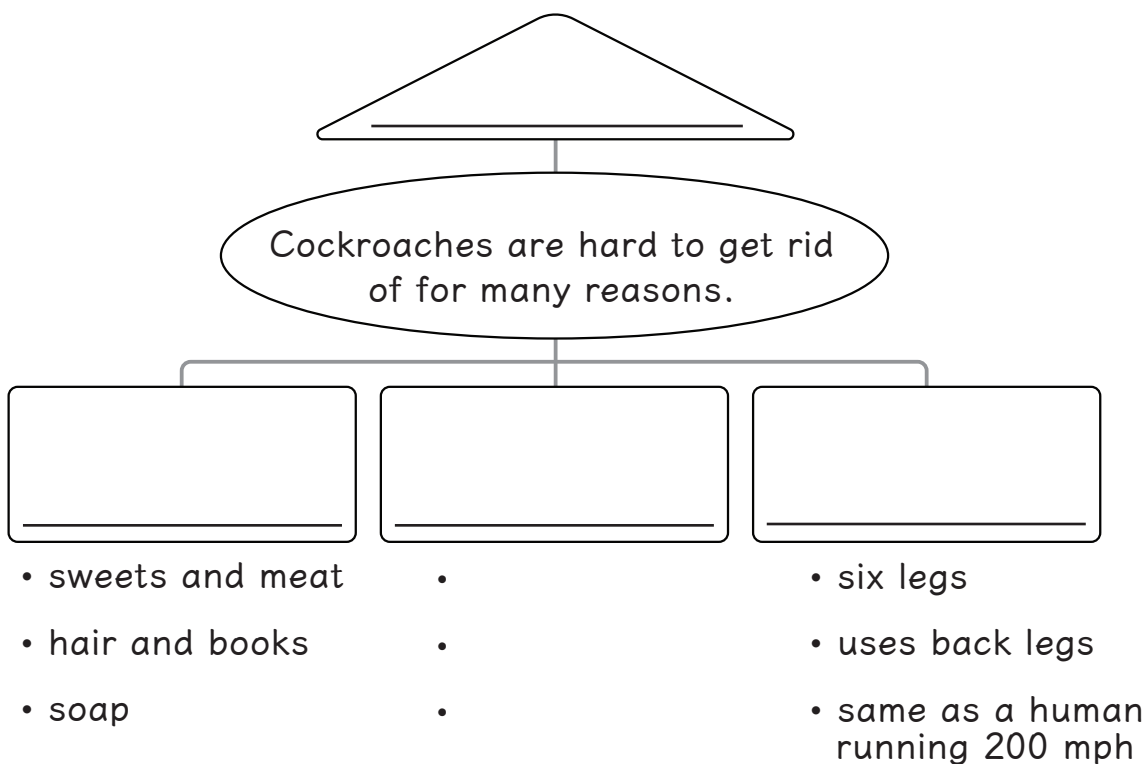 Cockroaches are hard to get rid
of for many reasons.
• sweets and meat
• hair and books
• soap
•
•
•
• six legs
• uses back legs
• same as a human
running 200 mph